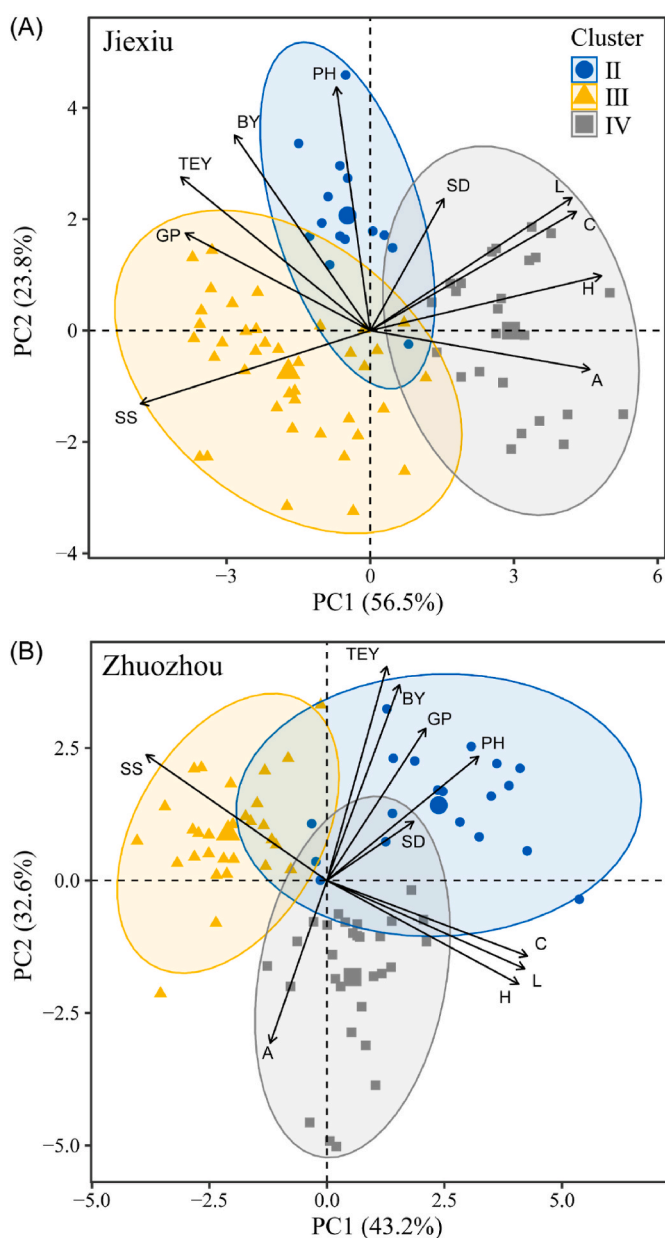 (A)
Jiexiu
Cluster
II
III
IV
PH
BY
TEY
GP
SD
L
C
H
A
SS
4
2
0
−2
−4
PC2 (23.8%)
−3
0
3
6
PC1 (56.5%)
(B)
Zhuozhou
TEY
BY
GP
PH
SS
SD
C
L
H
A
2.5
0.0
−2.5
−5.0
PC2 (32.6%)
−5.0
−2.5
0.0
2.5
5.0
PC1 (43.2%)